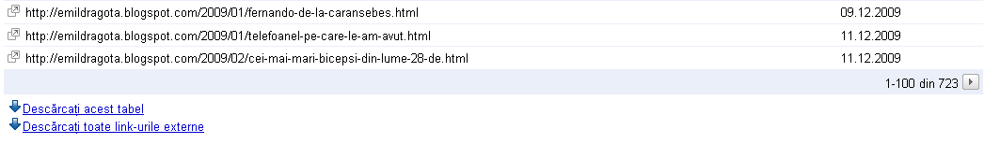 http://emildragota.blogspot.com/2009/01/fernando-de-la-caransebes.html 09.12.2009
http://emildragota.blogspot.com/2009/01/telefoanel-pe-care-le-am-avut.html 11.12.2009
http://emildragota.blogspot.com/2009/02/cei-mai-mari-bicepsi-din-lume-28-de.html 11.12.2009
1-100 din 723
Descărcați acest tabel
Descărcați toate link-urile externe